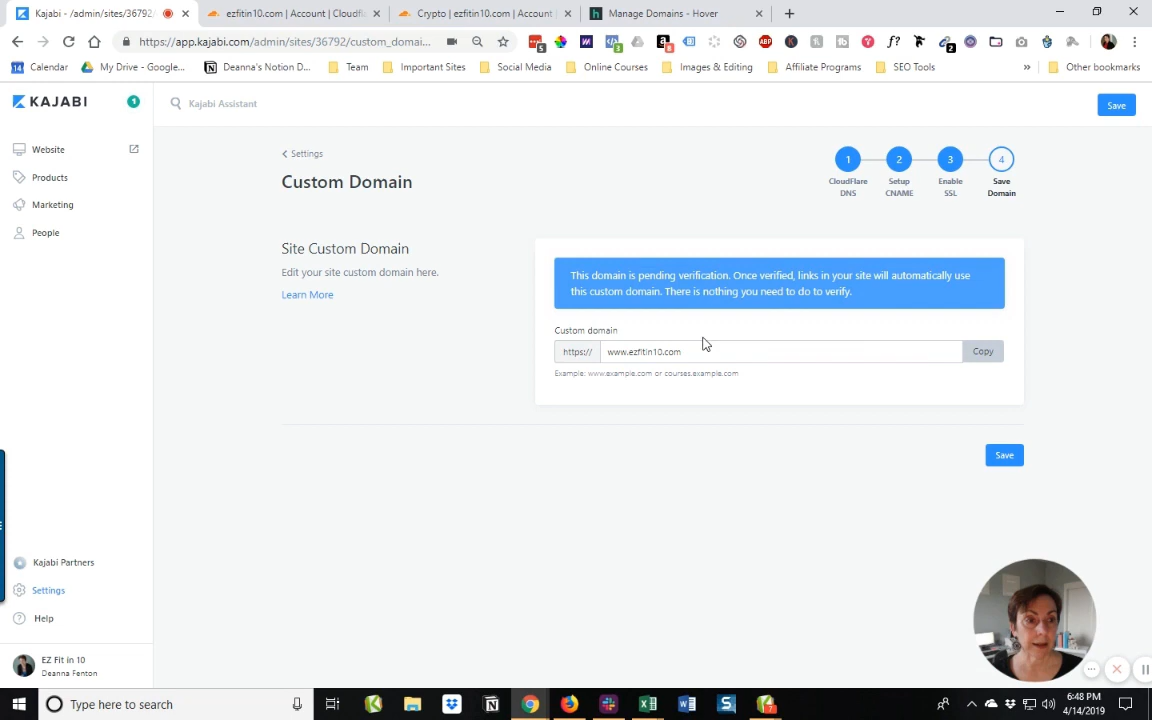 Kajabi - /admin/sites/36792/
ezfitin10.com | Account | Cloudfl
Crypto | ezfitin10.com | Account
Manage Domains - Hover
https://app.kajabi.com/admin/sites/36792/custom_domai...
Calendar
My Drive - Google...
Deanna's Notion D...
Team
Important Sites
Social Media
Online Courses
Images & Editing
Affiliate Programs
SEO Tools
»
Other bookmarks
KAJABI
1
Kajabi Assistant
Save
Website
Products
Marketing
People
Settings
Custom Domain
1
2
3
4
CloudFlare
DNS
Setup
CNAME
Enable
SSL
Save
Domain
Site Custom Domain
Edit your site custom domain here.
Learn More
This domain is pending verification. Once verified, links in your site will automatically use
this custom domain. There is nothing you need to do to verify.
Custom domain
https://
www.ezfitin10.com
Copy
Example: www.example.com or courses.example.com
Save
Kajabi Partners
Settings
Help
EZ Fit in 10
Deanna Fenton
Type here to search
6:48 PM
4/14/2019